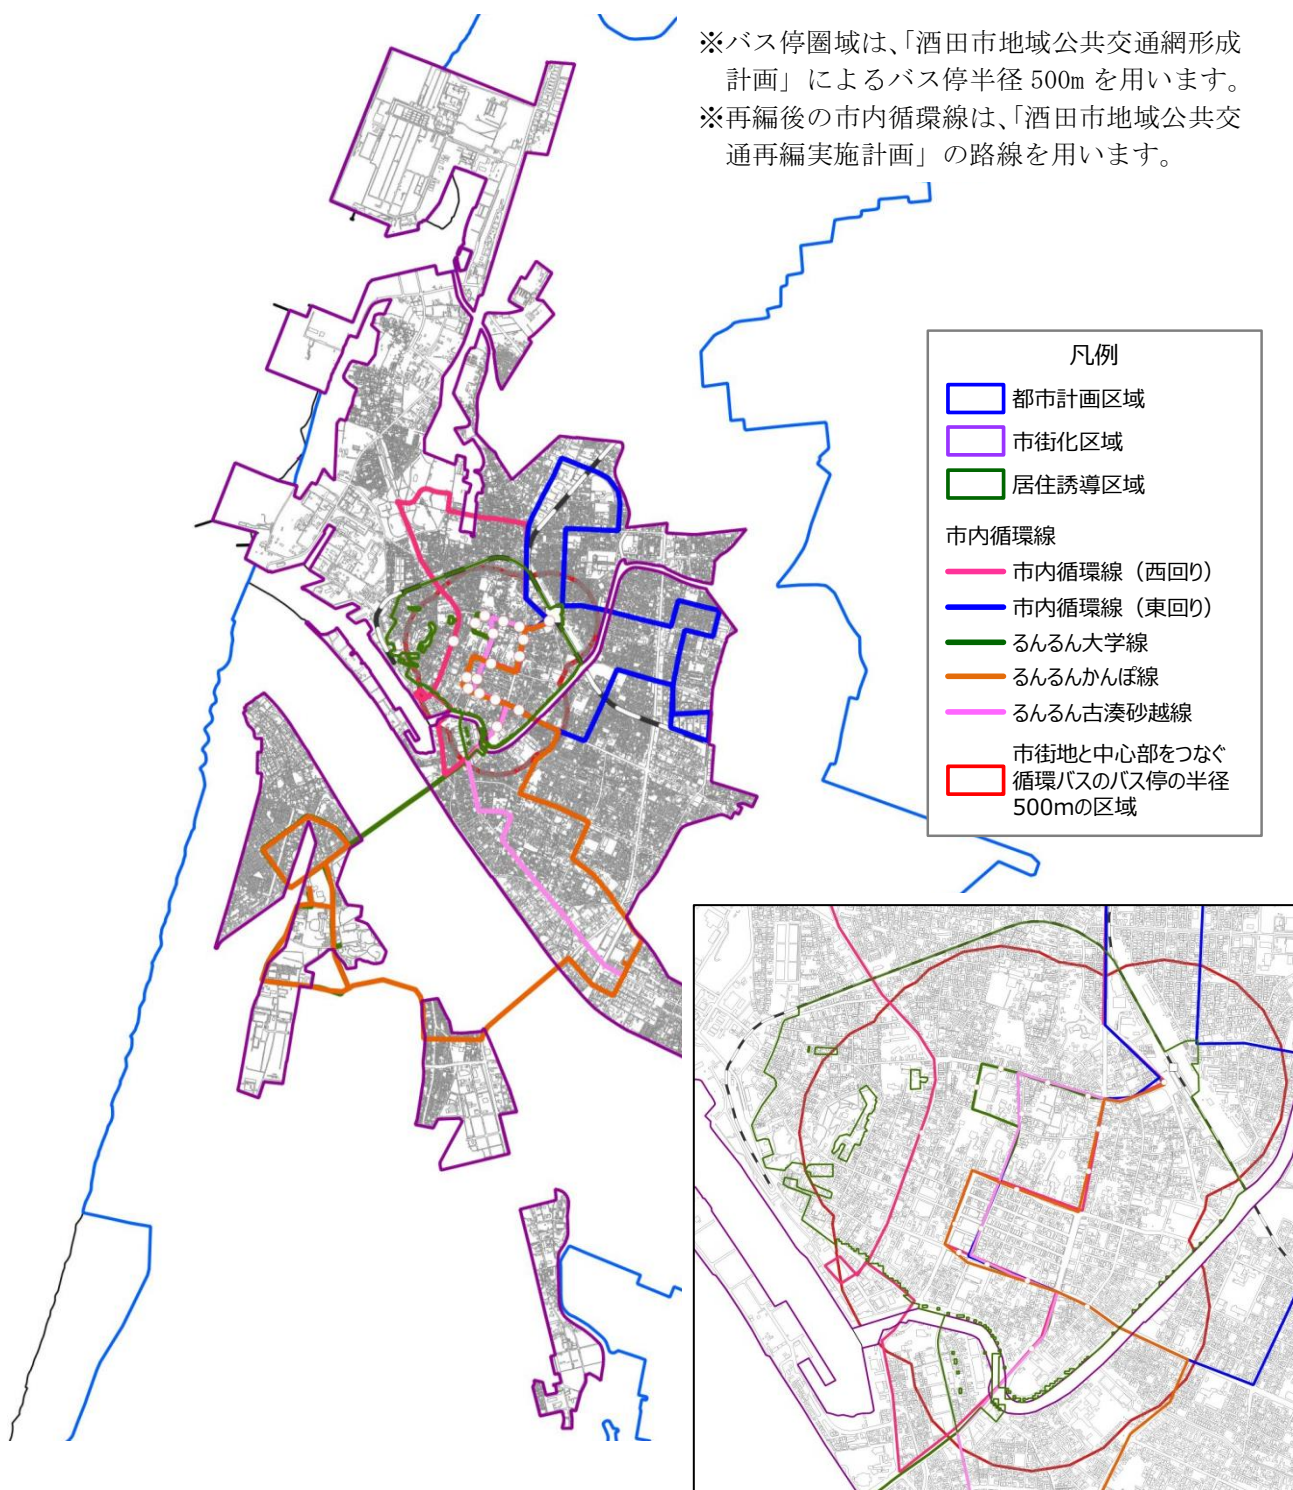 ※バス停圏域は、「酒田市地域公共交通網形成
計画」によるバス停半径 500m を用います。
※再編後の市内循環線は、「酒田市地域公共交
通再編実施計画」の路線を用います。
凡例
都市計画区域
市街化区域
居住誘導区域
市内循環線
市内循環線（西回り）
市内循環線（東回り）
るんるん大学線
るんるんかんぽ線
るんるん古湊砂越線
市街地と中心部をつなぐ
循環バスのバス停の半径
500mの区域